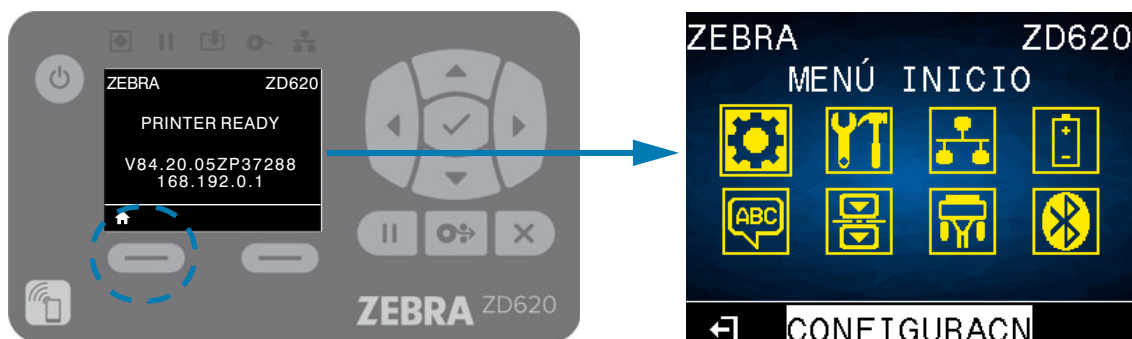 ZEBRA ZD620
PRINTER READY
V84.20.05ZP37288
168.192.0.1
ZEBRA ZD620
ZEBRA ZD620
MENÚ INICIO
ABC
CONFIGURACN